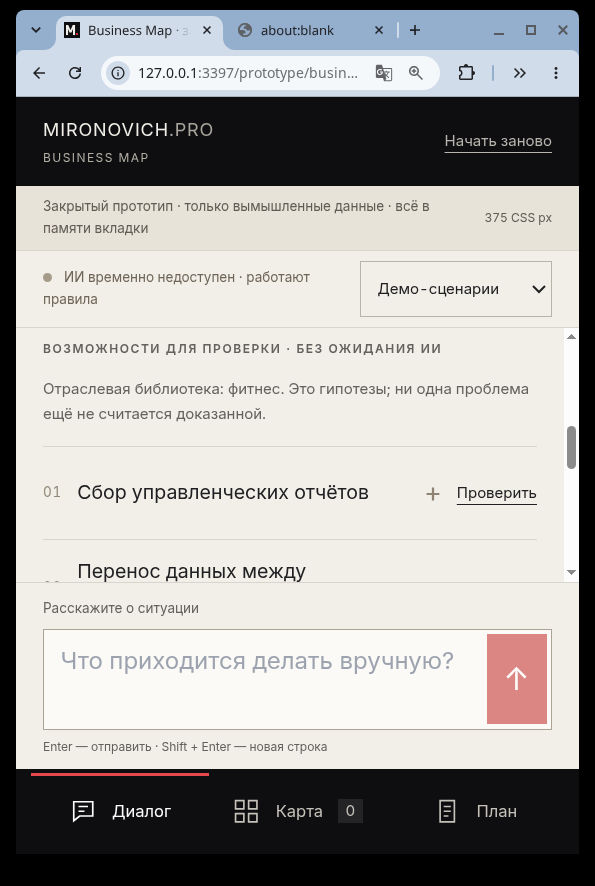 Business Map · з
about:blank
127.0.0.1:3397/prototype/busin...
MIRONOVICH.PRO
BUSINESS MAP
Начать заново
Закрытый прототип · только вымышленные данные · всё в
памяти вкладки
375 CSS px
ИИ временно недоступен · работают
правила
Демо-сценарии
ВОЗМОЖНОСТИ ДЛЯ ПРОВЕРКИ · БЕЗ ОЖИДАНИЯ ИИ
Отраслевая библиотека: фитнес. Это гипотезы; ни одна проблема
ещё не считается доказанной.
01 Сбор управленческих отчётов + Проверить
Перенос данных между
Расскажите о ситуации
Что приходится делать вручную?
Enter — отправить · Shift + Enter — новая строка
Диалог
Карта 0
План